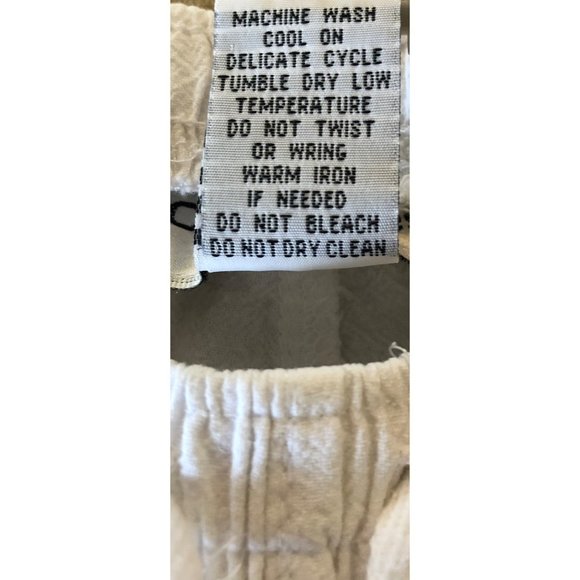 MACHINE WASH
COOL ON
DELICATE CYCLE
TUMBLE DRY LOW
TEMPERATURE
DO NOT TWIST
OR WRING
WARM IRON
IF NEEDED
DO NOT BLEACH
DO NOT DRY CLEAN